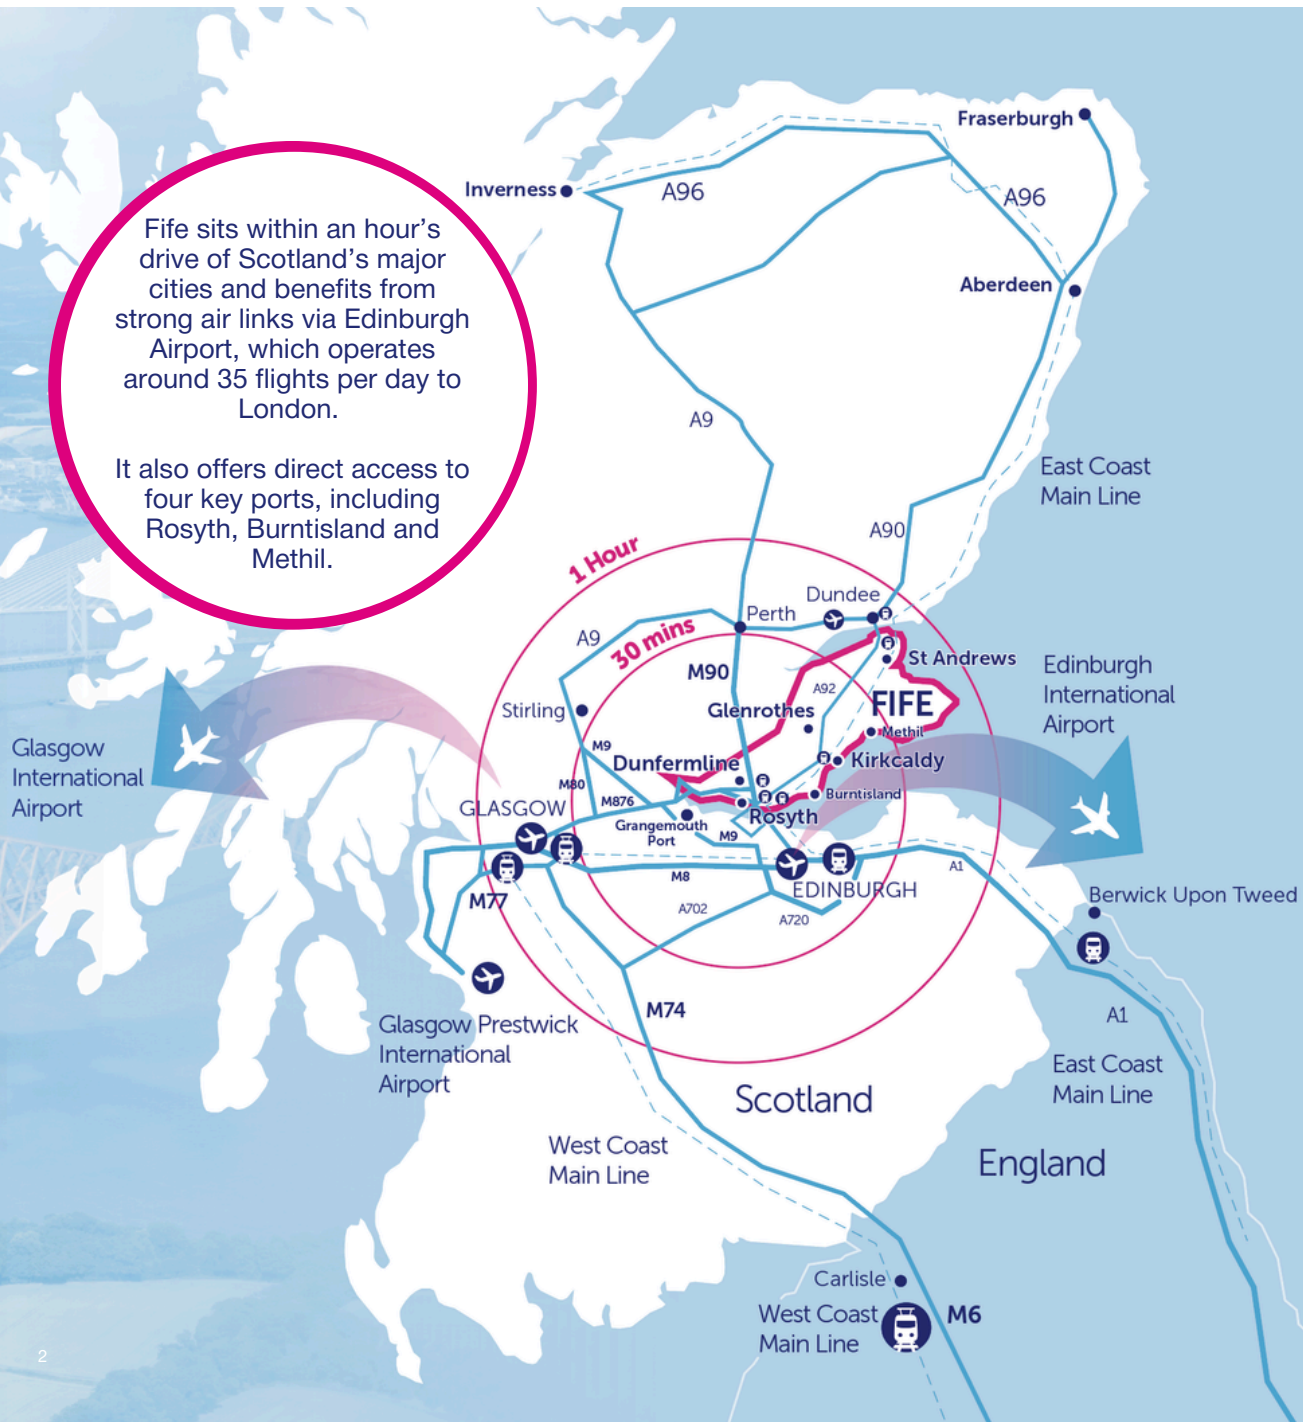 Fife sits within an hour's
drive of Scotland's major
cities and benefits from
strong air links via Edinburgh
Airport, which operates
around 35 flights per day to
London.
It also offers direct access to
four key ports, including
Rosyth, Burntisland and
Methil.
Fraserburgh
Inverness
A96
A96
Aberdeen
A9
East Coast
Main Line
A90
1 Hour
Dundee
Perth
A9
30 mins
St Andrews
M90
A92
FIFE
Glenrothes
Stirling
Methil
Edinburgh
International
Airport
Glasgow
International
Airport
M9
Dunfermline
Kirkcaldy
M80
M876
Burntisland
GLASGOW
Rosyth
Grangemouth
Port
M9
M8
A1
EDINBURGH
M77
A702
A720
Berwick Upon Tweed
M74
Glasgow Prestwick
International
Airport
A1
East Coast
Main Line
Scotland
West Coast
Main Line
England
Carlisle
West Coast
Main Line
M6
2